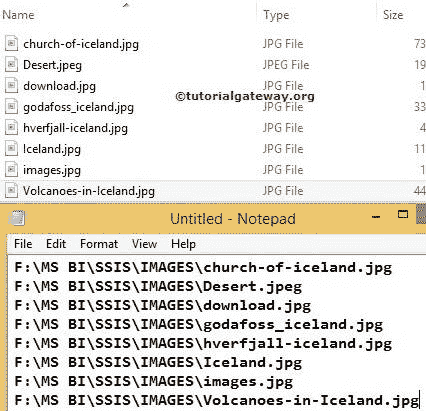 Name Type Size
church-of-iceland.jpg JPG File 73
Desert.jpeg JPEG File 19
download.jpg JPG File 1
©tutorialgateway.org
godafoss_iceland.jpg JPG File 33
hverfjall-iceland.jpg JPG File 4
Iceland.jpg JPG File 11
images.jpg JPG File 1
Volcanoes-in-Iceland.jpg JPG File 44
Untitled - Notepad
File Edit Format View Help
F:\MS BI\SSIS\IMAGES\church-of-iceland.jpg
F:\MS BI\SSIS\IMAGES\Desert.jpeg
F:\MS BI\SSIS\IMAGES\download.jpg
F:\MS BI\SSIS\IMAGES\godafoss_iceland.jpg
F:\MS BI\SSIS\IMAGES\hverfjall-iceland.jpg
F:\MS BI\SSIS\IMAGES\Iceland.jpg
F:\MS BI\SSIS\IMAGES\images.jpg
F:\MS BI\SSIS\IMAGES\Volcanoes-in-Iceland.jpg